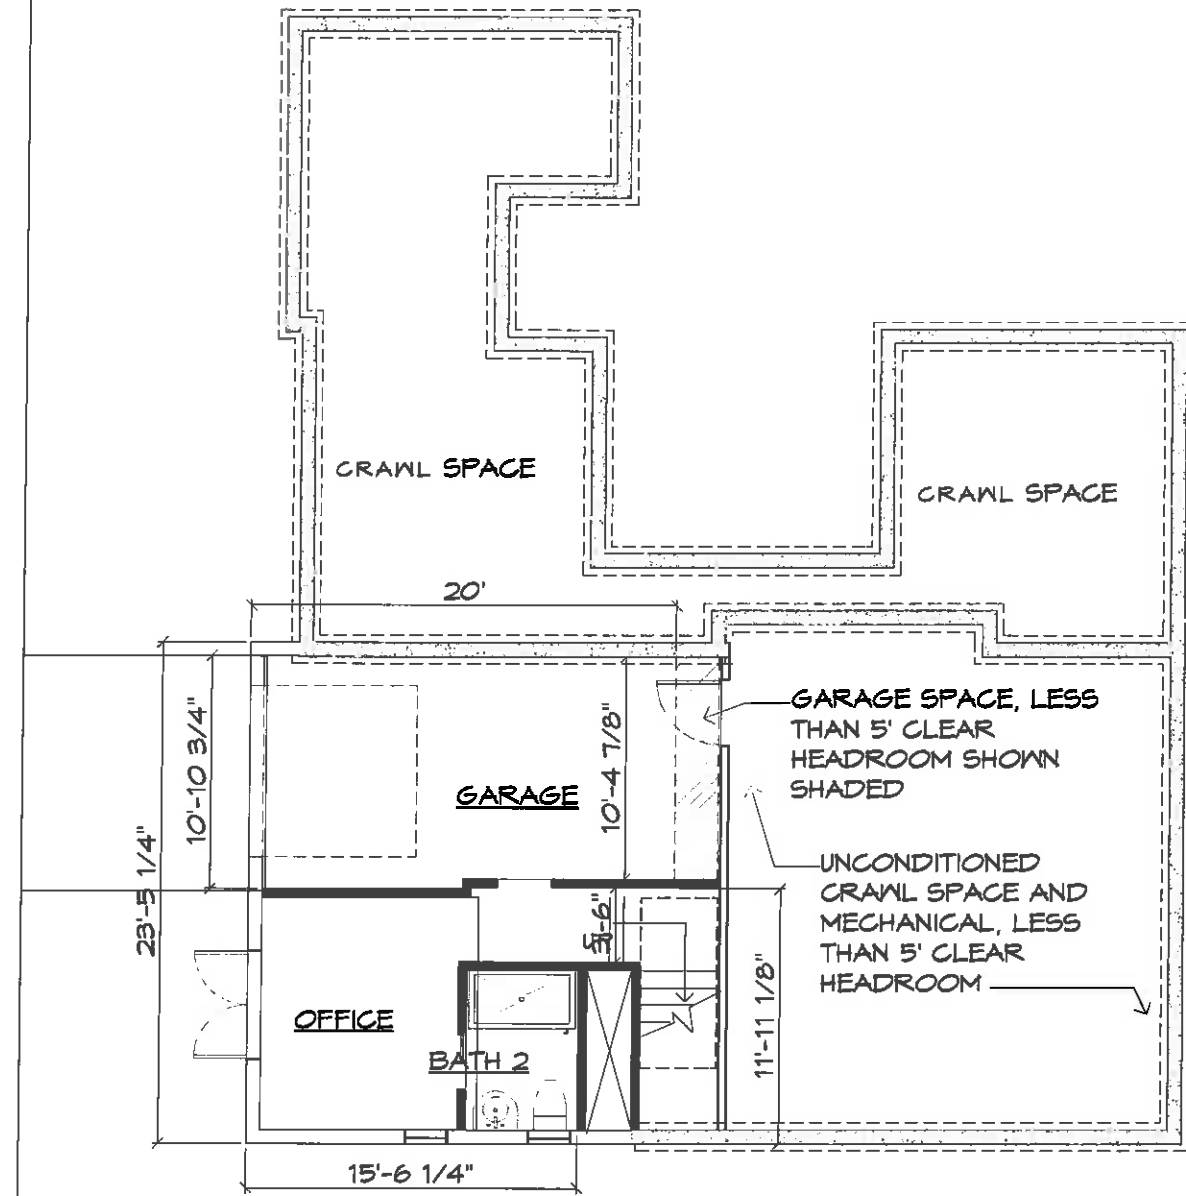 CRAWL SPACE
CRAWL SPACE
20'
GARAGE SPACE, LESS
THAN 5' CLEAR
HEADROOM SHOWN
SHADED
10'-10 3/4"
10'-4 7/8"
GARAGE
23'-5 1/4"
UNCONDITIONED
CRAWL SPACE AND
MECHANICAL, LESS
THAN 5' CLEAR
HEADROOM
OFFICE
11'-11 1/8"
BATH 2
15'-6 1/4"